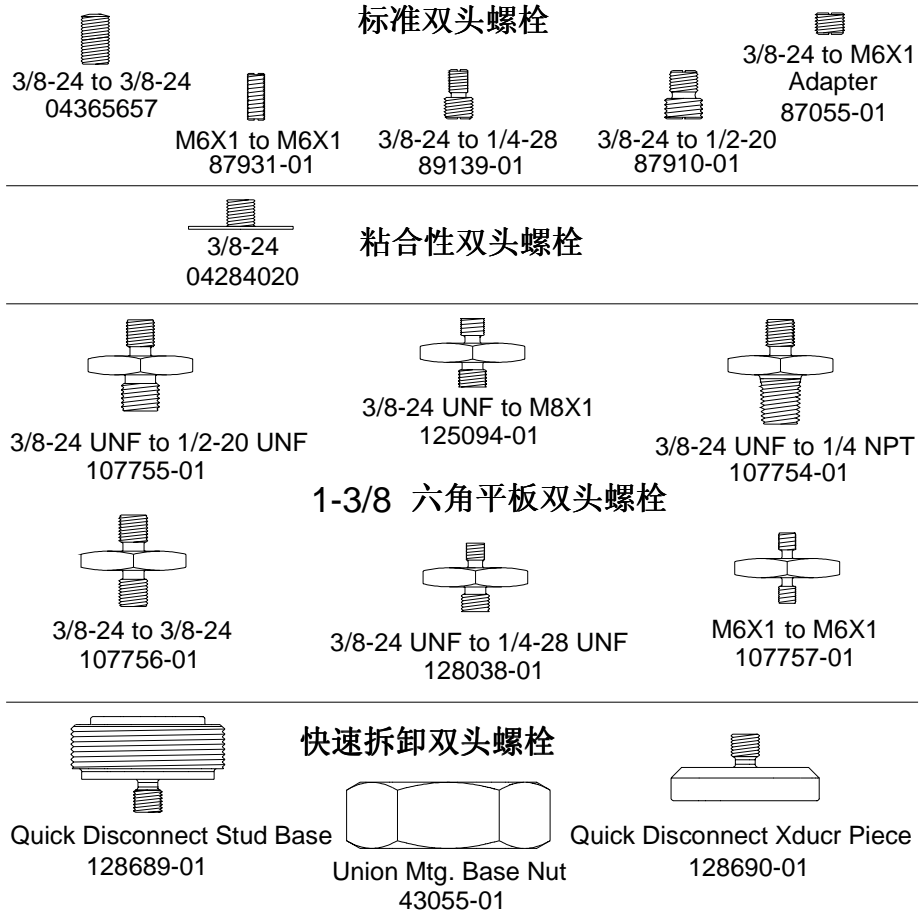 标准双头螺栓
3/8-24 to 3/8-24
04365657
M6X1 to M6X1
87931-01
3/8-24 to 1/4-28
89139-01
3/8-24 to 1/2-20
87910-01
3/8-24 to M6X1
Adapter
87055-01
粘合性双头螺栓
3/8-24
04284020
3/8-24 UNF to 1/2-20 UNF
107755-01
3/8-24 UNF to M8X1
125094-01
3/8-24 UNF to 1/4 NPT
107754-01
1-3/8 六角平板双头螺栓
3/8-24 to 3/8-24
107756-01
3/8-24 UNF to 1/4-28 UNF
128038-01
M6X1 to M6X1
107757-01
快速拆卸双头螺栓
Quick Disconnect Stud Base
128689-01
Union Mtg. Base Nut
43055-01
Quick Disconnect Xducr Piece
128690-01